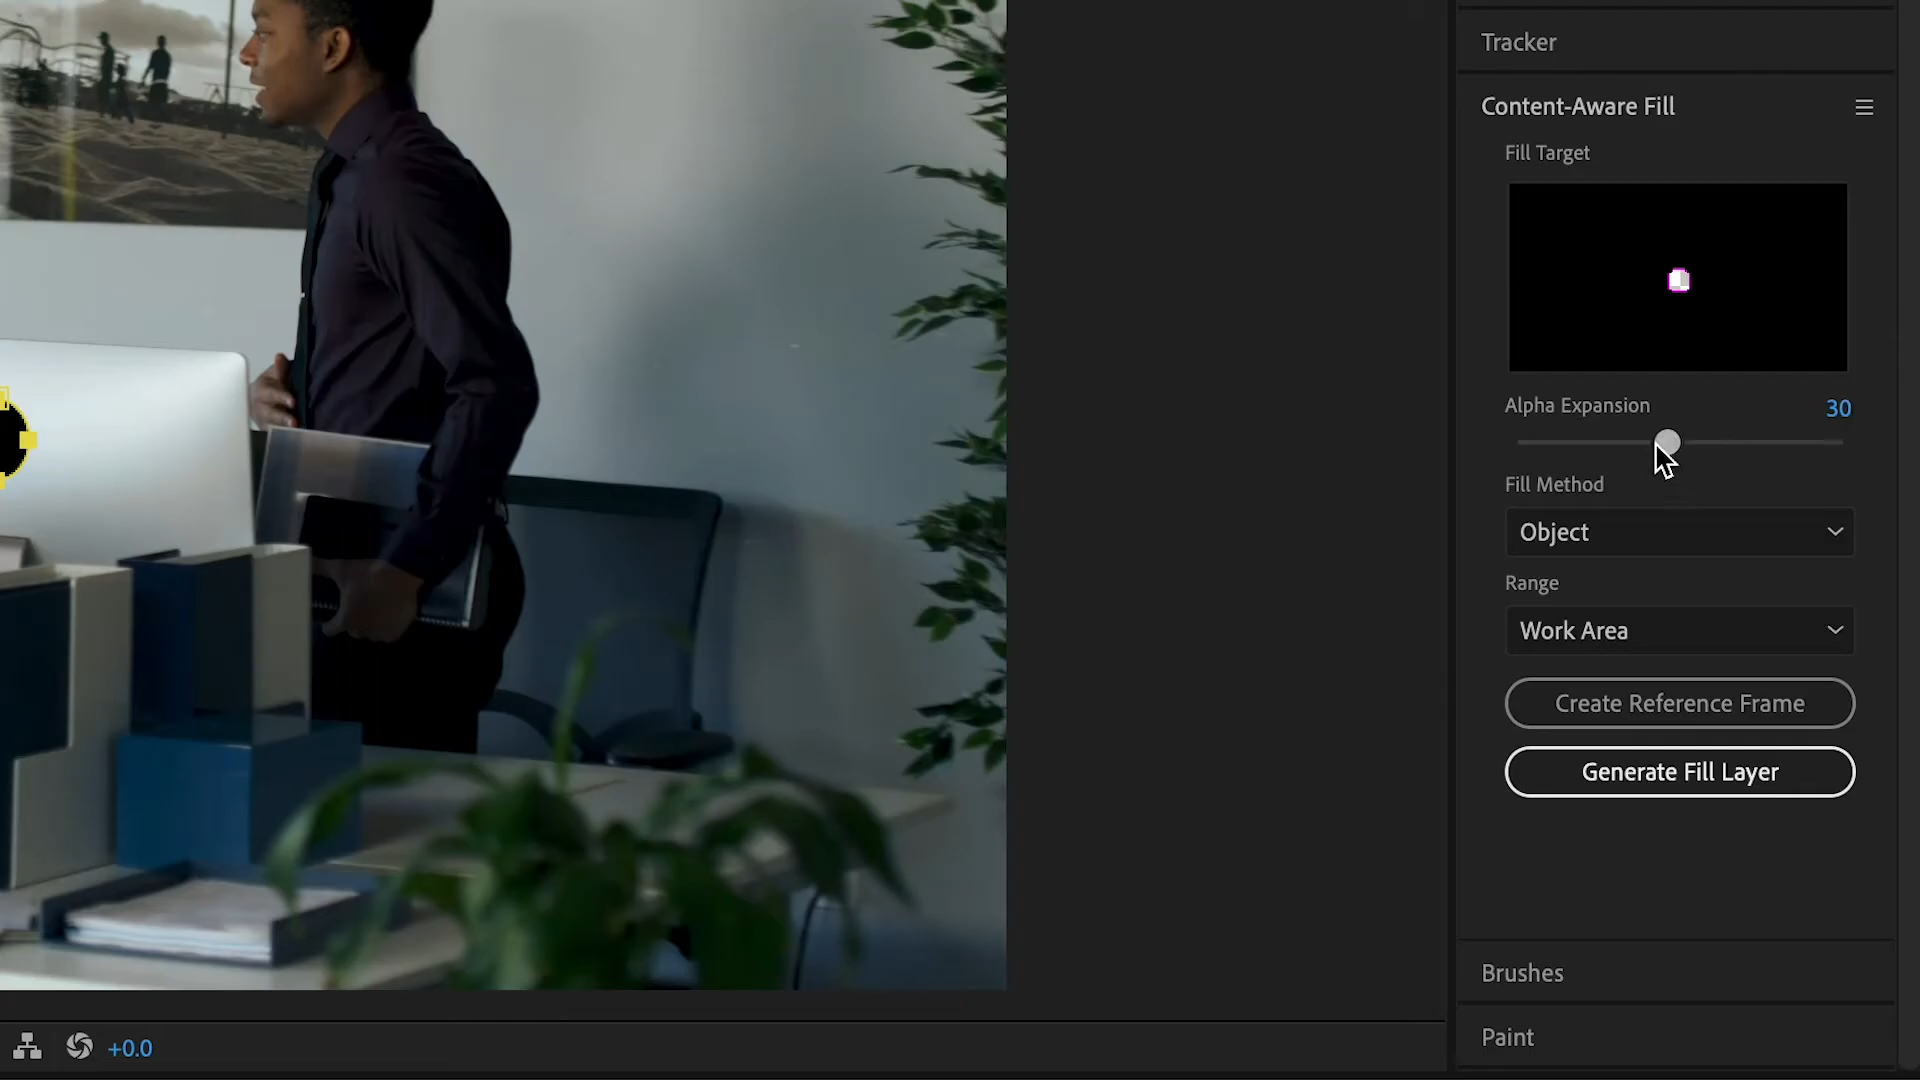 Tracker
Content-Aware Fill
Fill Target
Alpha Expansion 30
Fill Method
Object
Range
Work Area
Create Reference Frame
Generate Fill Layer
Brushes
Paint
+0.0